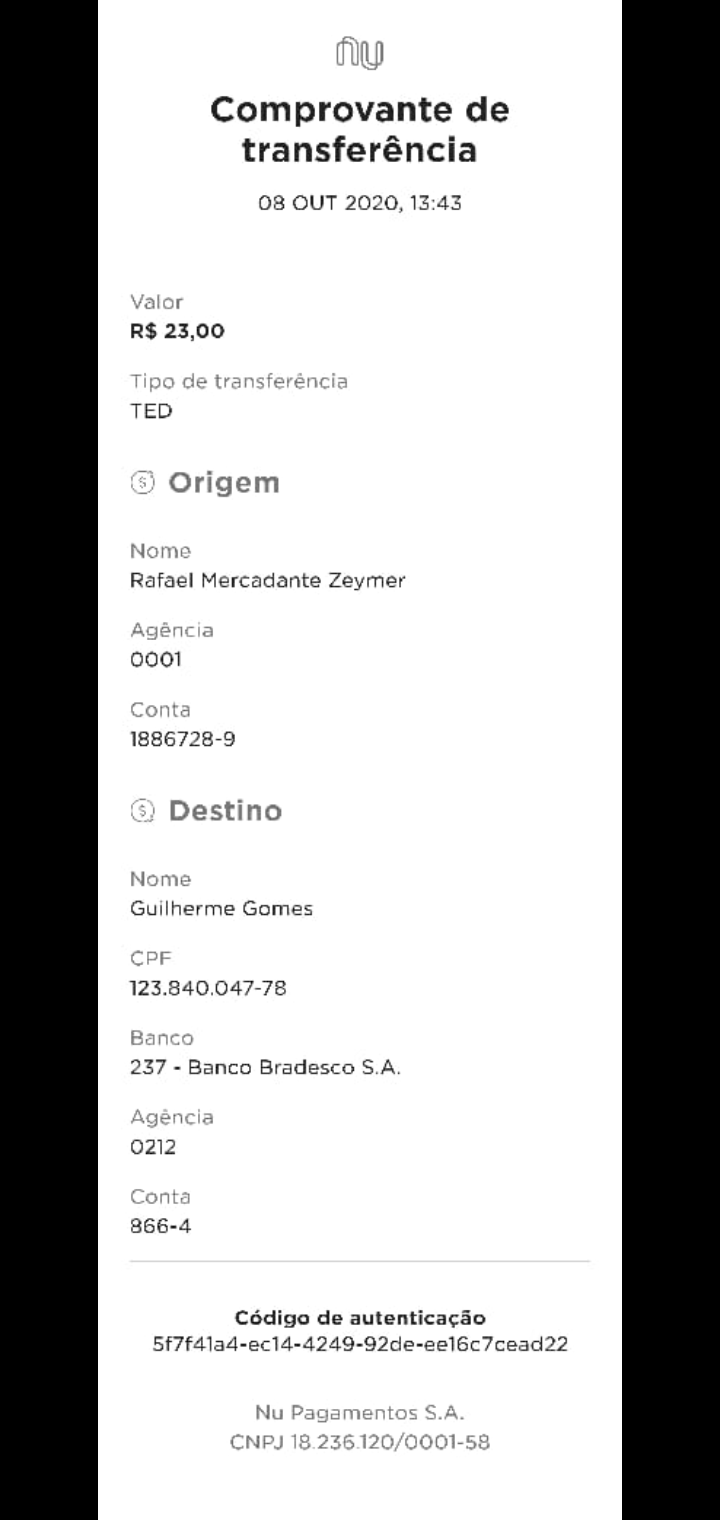 nu
Comprovante de
transferência
08 OUT 2020, 13:43
Valor
R$ 23,00
Tipo de transferência
TED
Origem
Nome
Rafael Mercadante Zeymer
Agência
0001
Conta
1886728-9
Destino
Nome
Guilherme Gomes
CPF
123.840.047-78
Banco
237 - Banco Bradesco S.A.
Agência
0212
Conta
866-4
Código de autenticação
5f7f41a4-ec14-4249-92de-ee16c7cead22
Nu Pagamentos S.A.
CNPJ 18.236.120/0001-58